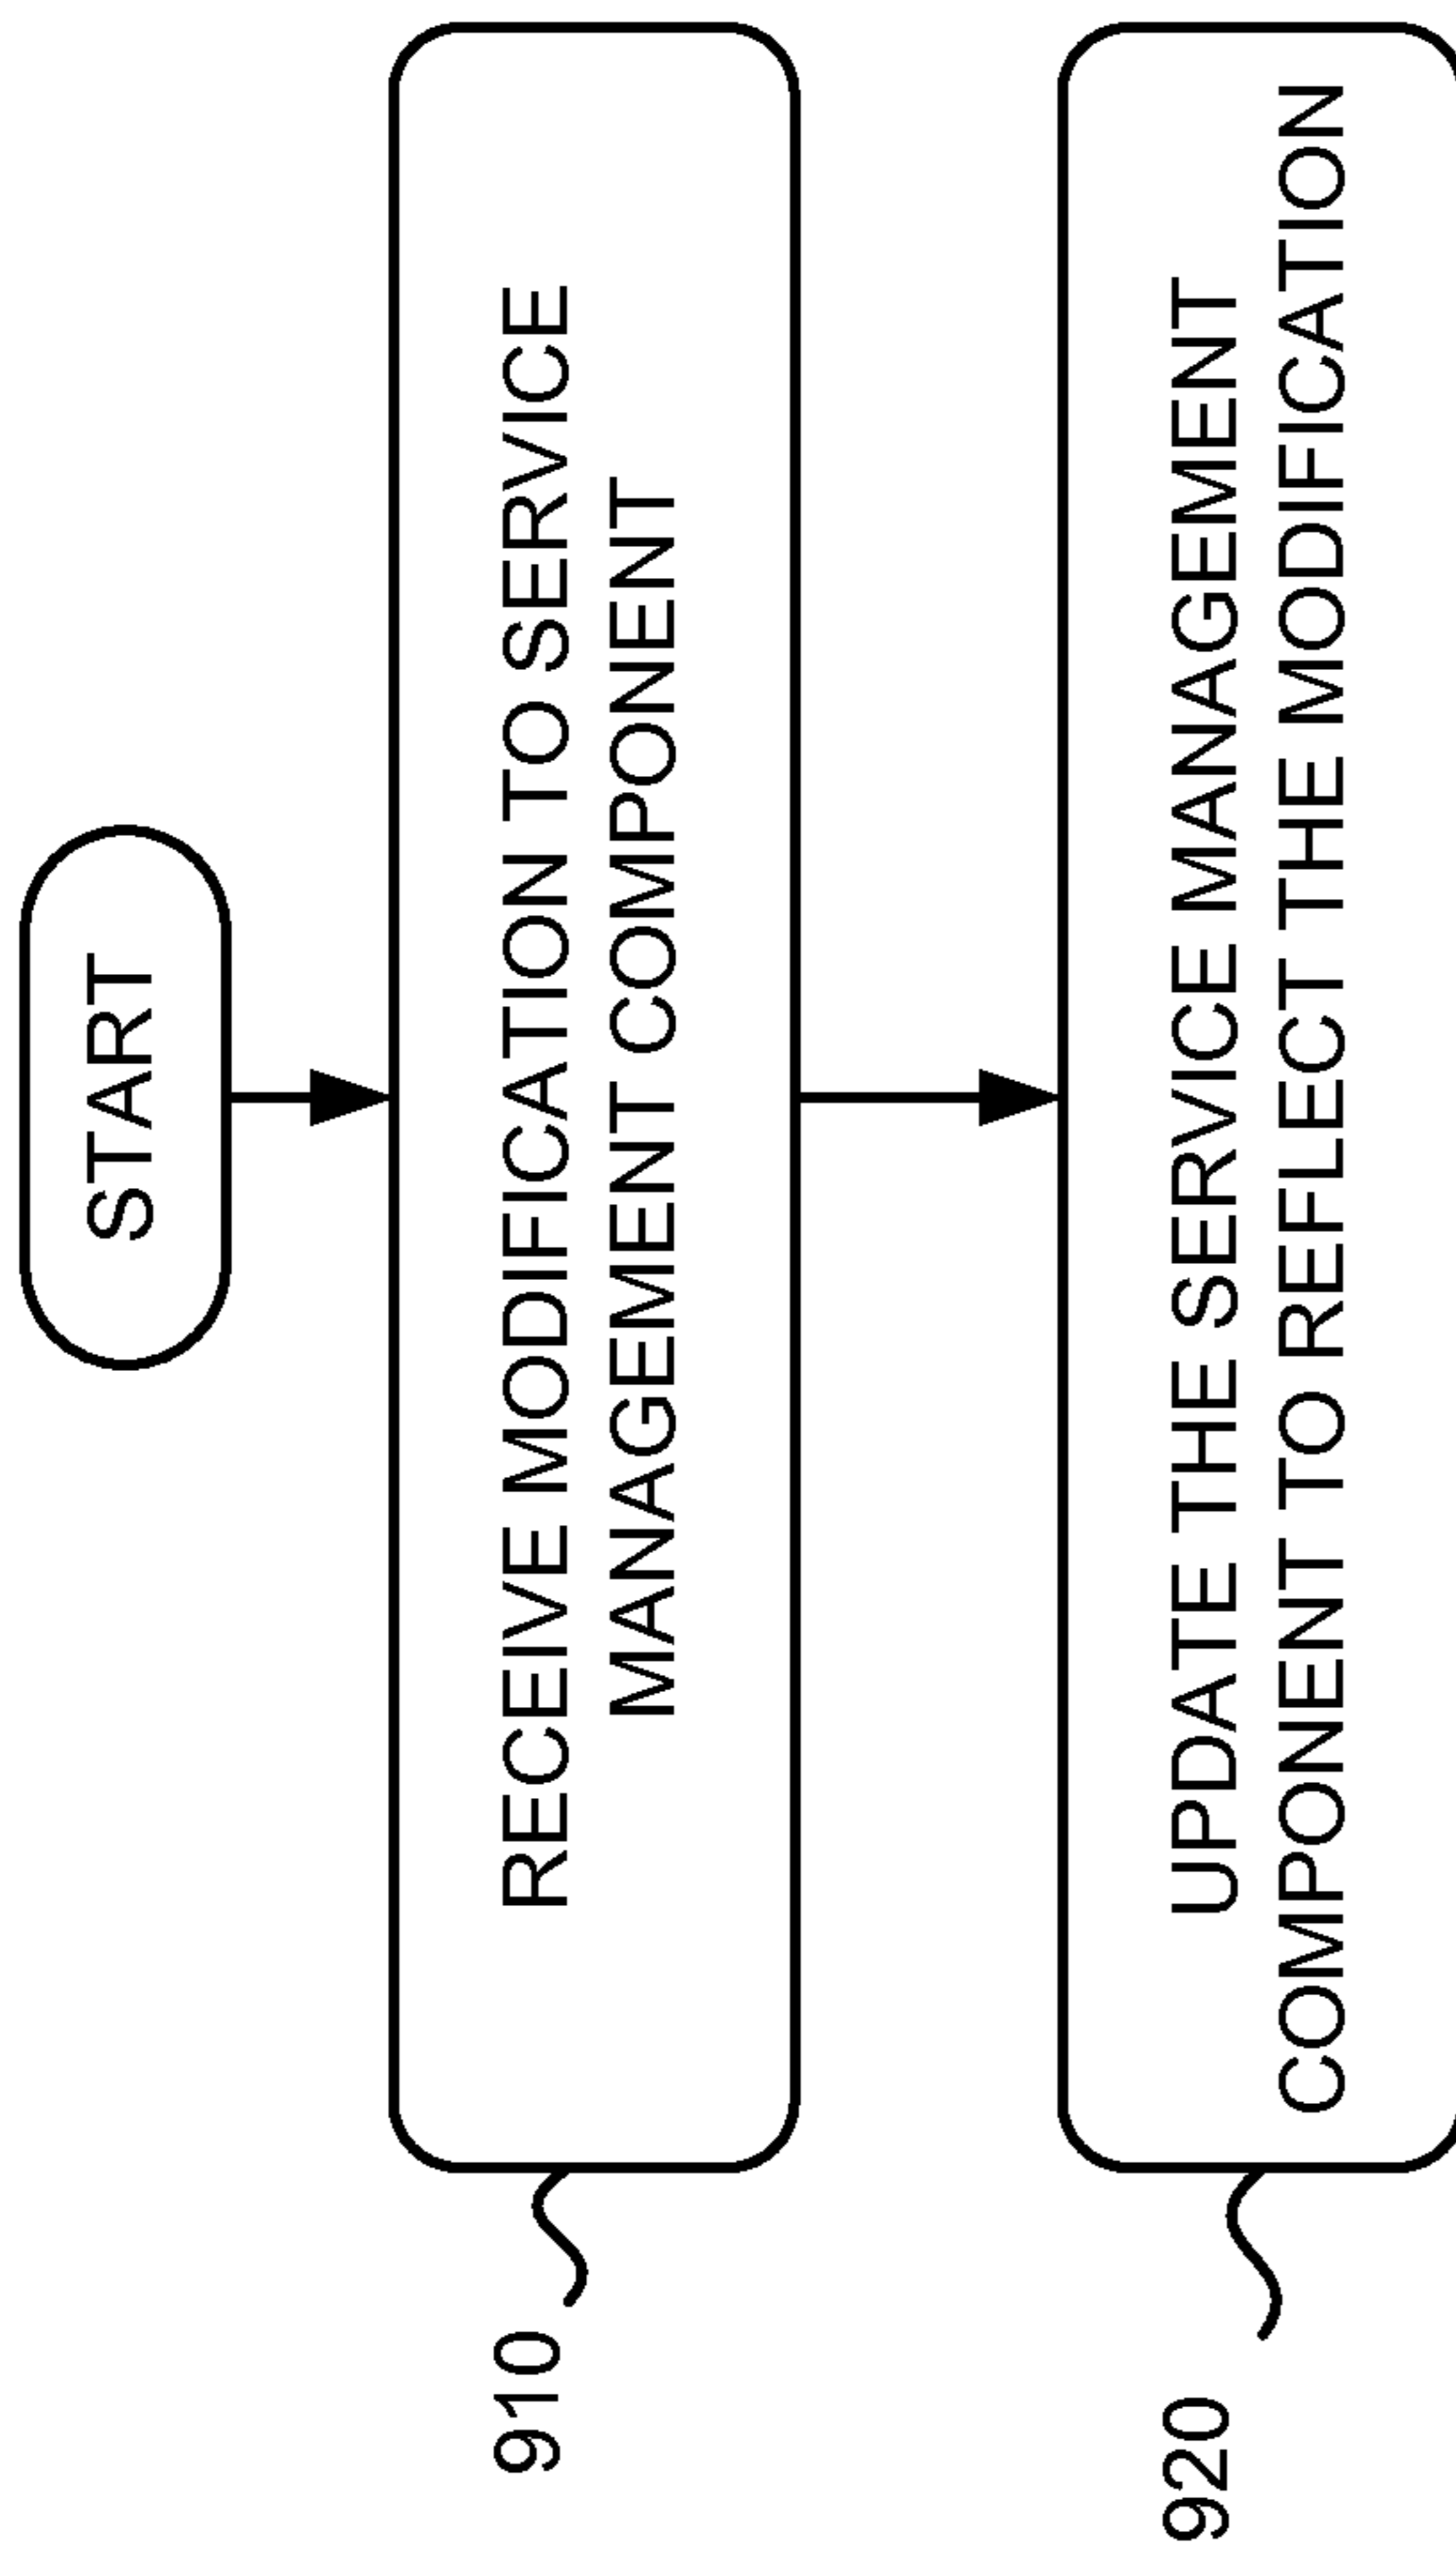 START
910
RECEIVE MODIFICATION TO SERVICE
MANAGEMENT COMPONENT
920
UPDATE THE SERVICE MANAGEMENT
COMPONENT TO REFLECT THE MODIFICATION